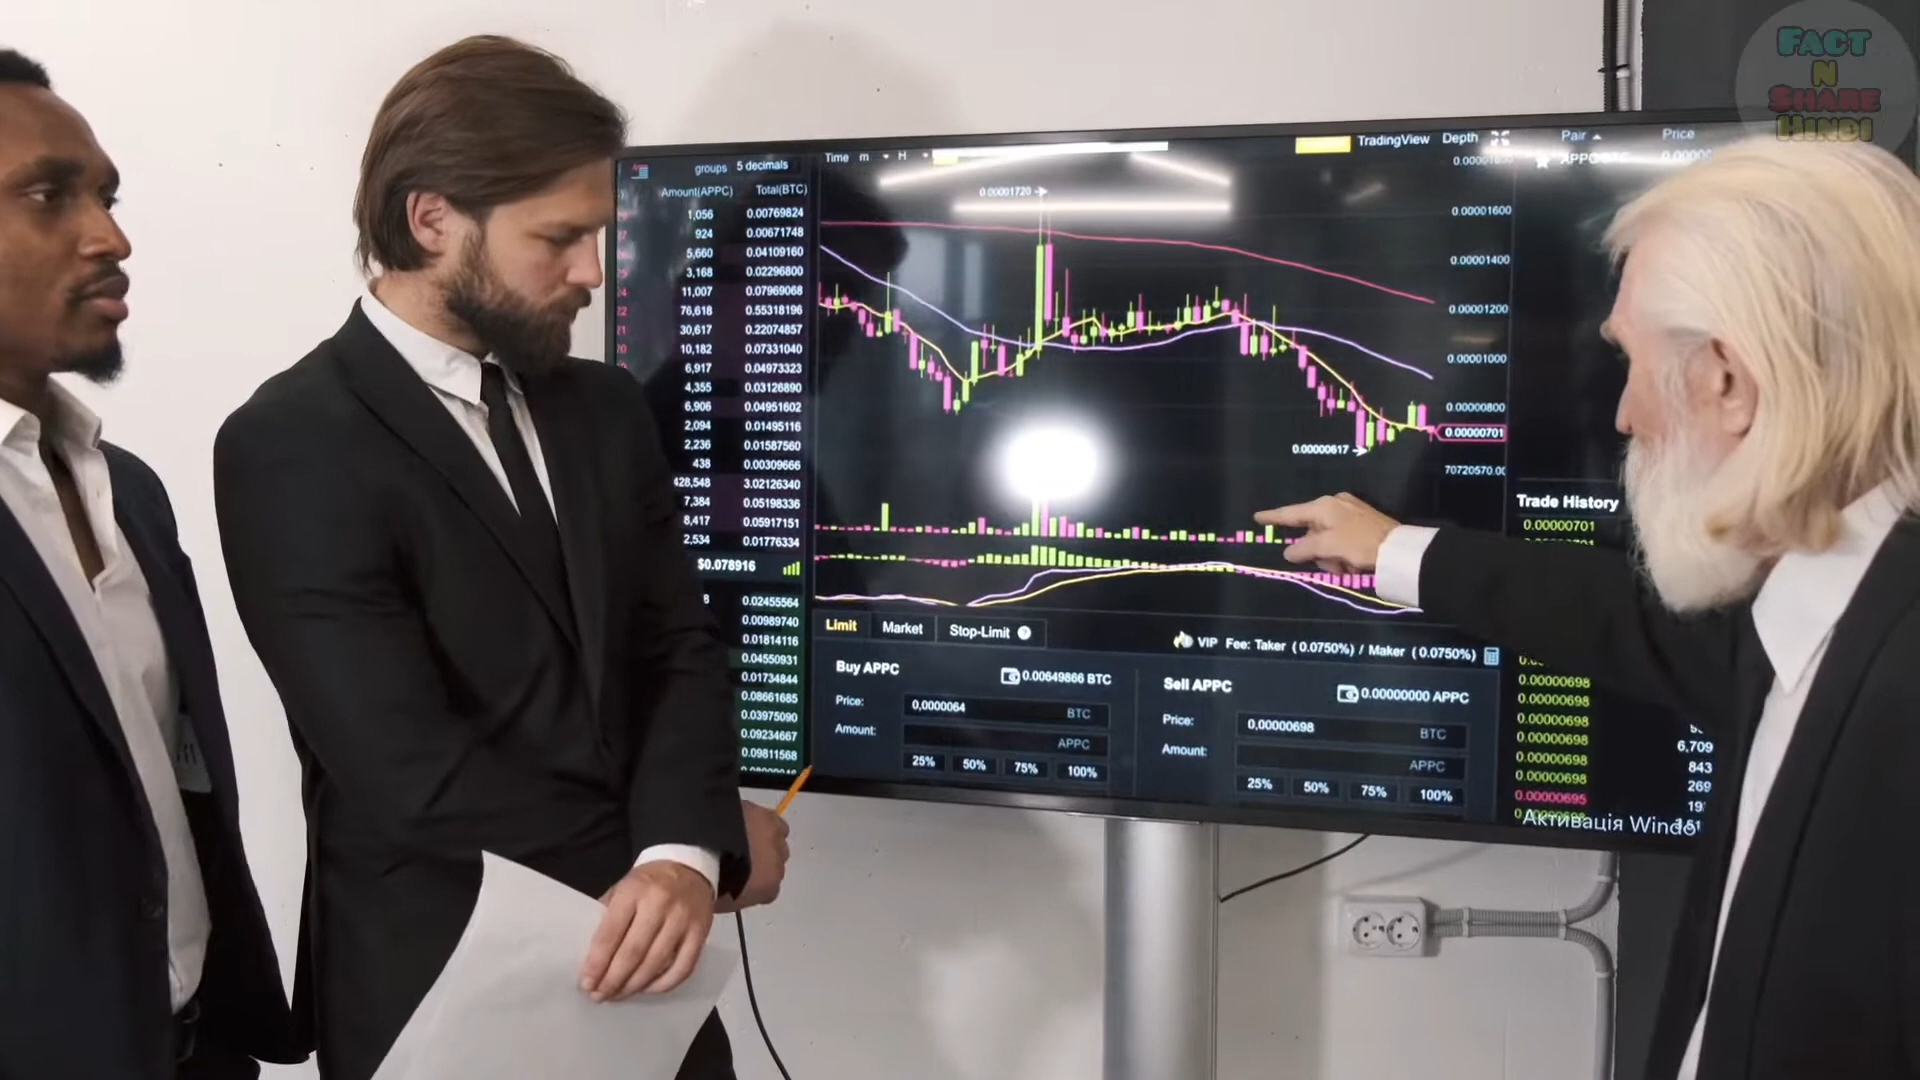 FACT
N
SHARE
HINDI
groups 5 decimals
Amount(APPC) Total(BTC)
1,056 0.00769824
924 0.00671748
5,660 0.04109160
3,168 0.02296800
11,007 0.07969068
76,618 0.55318196
30,617 0.22074857
10,182 0.07331040
6,917 0.04973323
4,355 0.03126890
6,906 0.04951602
2,094 0.01495116
2,236 0.01587560
438 0.00309666
428,548 3.02126340
7,384 0.05198336
8,417 0.05917151
2,534 0.01776334
$0.078916
8 0.02455564
0.00989740
0.01814116
0.04550931
0.01734844
0.08661685
0.03975090
0.09234667
0.09811568
Time m H
TradingView Depth
0.00001720
0.00001600
0.00001400
0.00001200
0.00001000
0.00000800
0.00000701
0.00000617
70720570.00
Limit Market Stop-Limit ?
VIP Fee: Taker (0.0750%) / Maker (0.0750%)
Buy APPC 0.00649866 BTC
Price: 0,0000064 BTC
Amount: APPC
25% 50% 75% 100%
Sell APPC 0.00000000 APPC
Price: 0,00000698 BTC
Amount: APPC
25% 50% 75% 100%
Pair Price
Trade History
0.00000701
0.00000698
0.00000698
0.00000698
0.00000698 6,709
0.00000698 843
0.00000698 269
0.00000695
Активація Windo